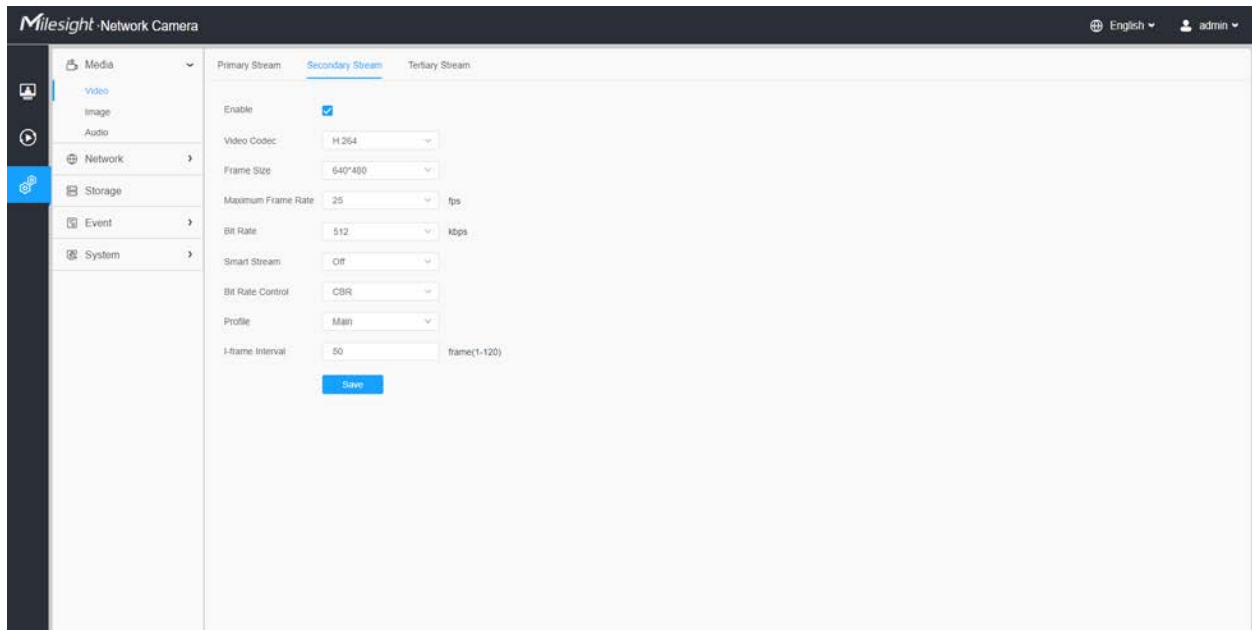 Milesight Network Camera
English
admin
Media
Video
Image
Audio
Network
Storage
Event
System
Primary Stream Secondary Stream Tertiary Stream
Enable
Video Codec H.264
Frame Size 640*480
Maximum Frame Rate 25 fps
Bit Rate 512 kbps
Smart Stream Off
Bit Rate Control CBR
Profile Main
I-frame Interval 50 frame(1-120)
Save